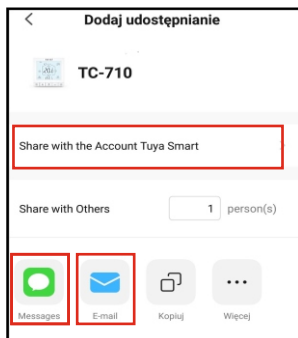 Dodaj udostępnianie
TC-710
Share with the Account Tuya Smart
Share with Others 1 person(s)
Messages E-mail Kopiuj Więcej